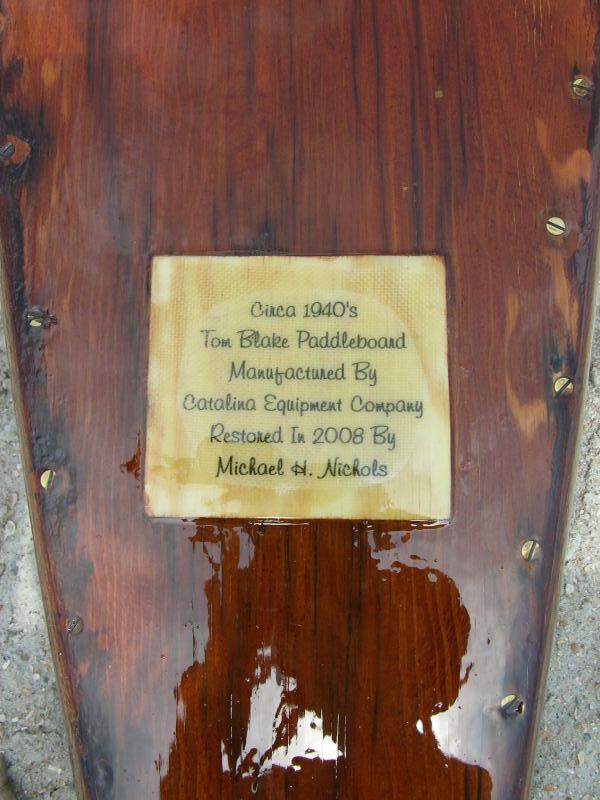 Circa 1940's
Tom Blake Paddleboard
Manufactured By
Catalina Equipment Company
Restored In 2008 By
Michael H. Nichols